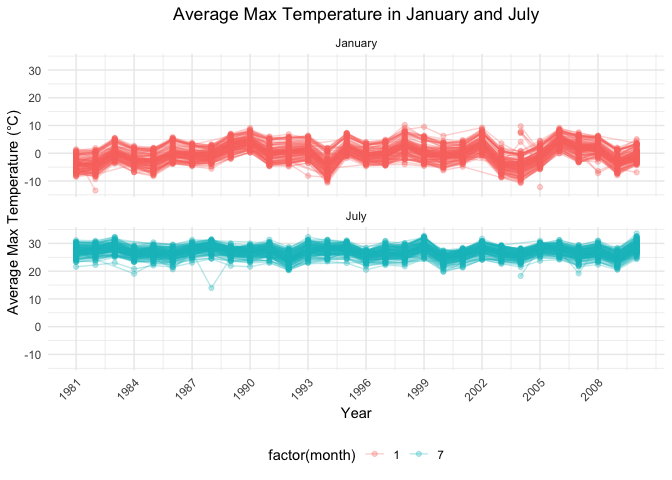 Average Max Temperature in January and July
January
30
20
10
0
-10
July
30
20
10
0
-10
Average Max Temperature (°C)
1981 1984 1987 1990 1993 1996 1999 2002 2005 2008
Year
factor(month) 1 7